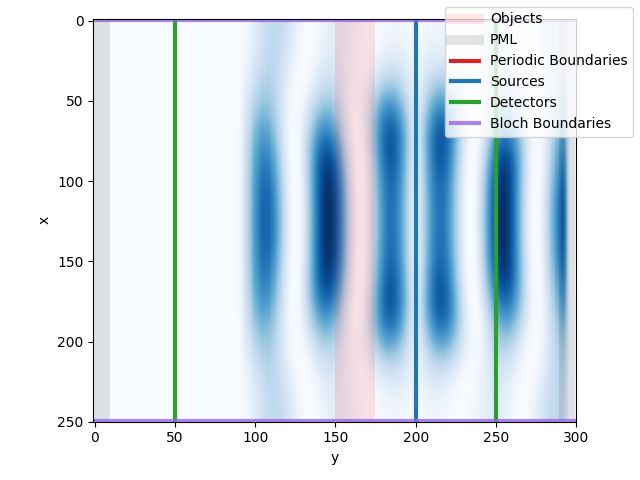 Objects
PML
Periodic Boundaries
Sources
Detectors
Bloch Boundaries
0
50
100
150
200
250
x
0 50 100 150 200 250 300
y